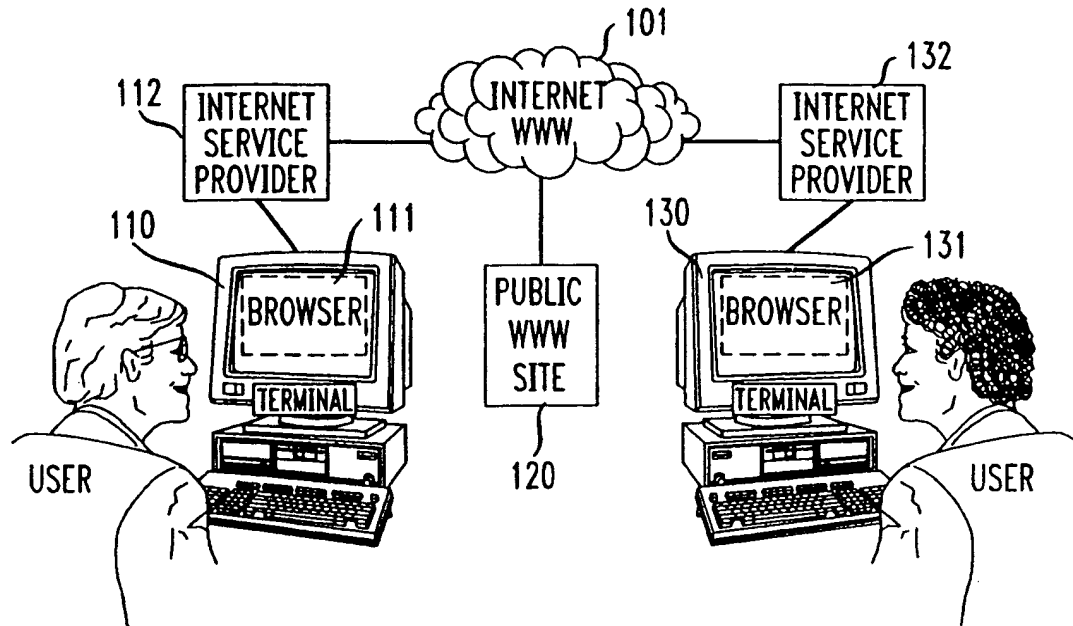 101
132
112
INTERNET
SERVICE
PROVIDER
INTERNET
WWW
INTERNET
SERVICE
PROVIDER
110
111
BROWSER
TERMINAL
USER
PUBLIC
WWW
SITE
120
130
131
BROWSER
TERMINAL
USER